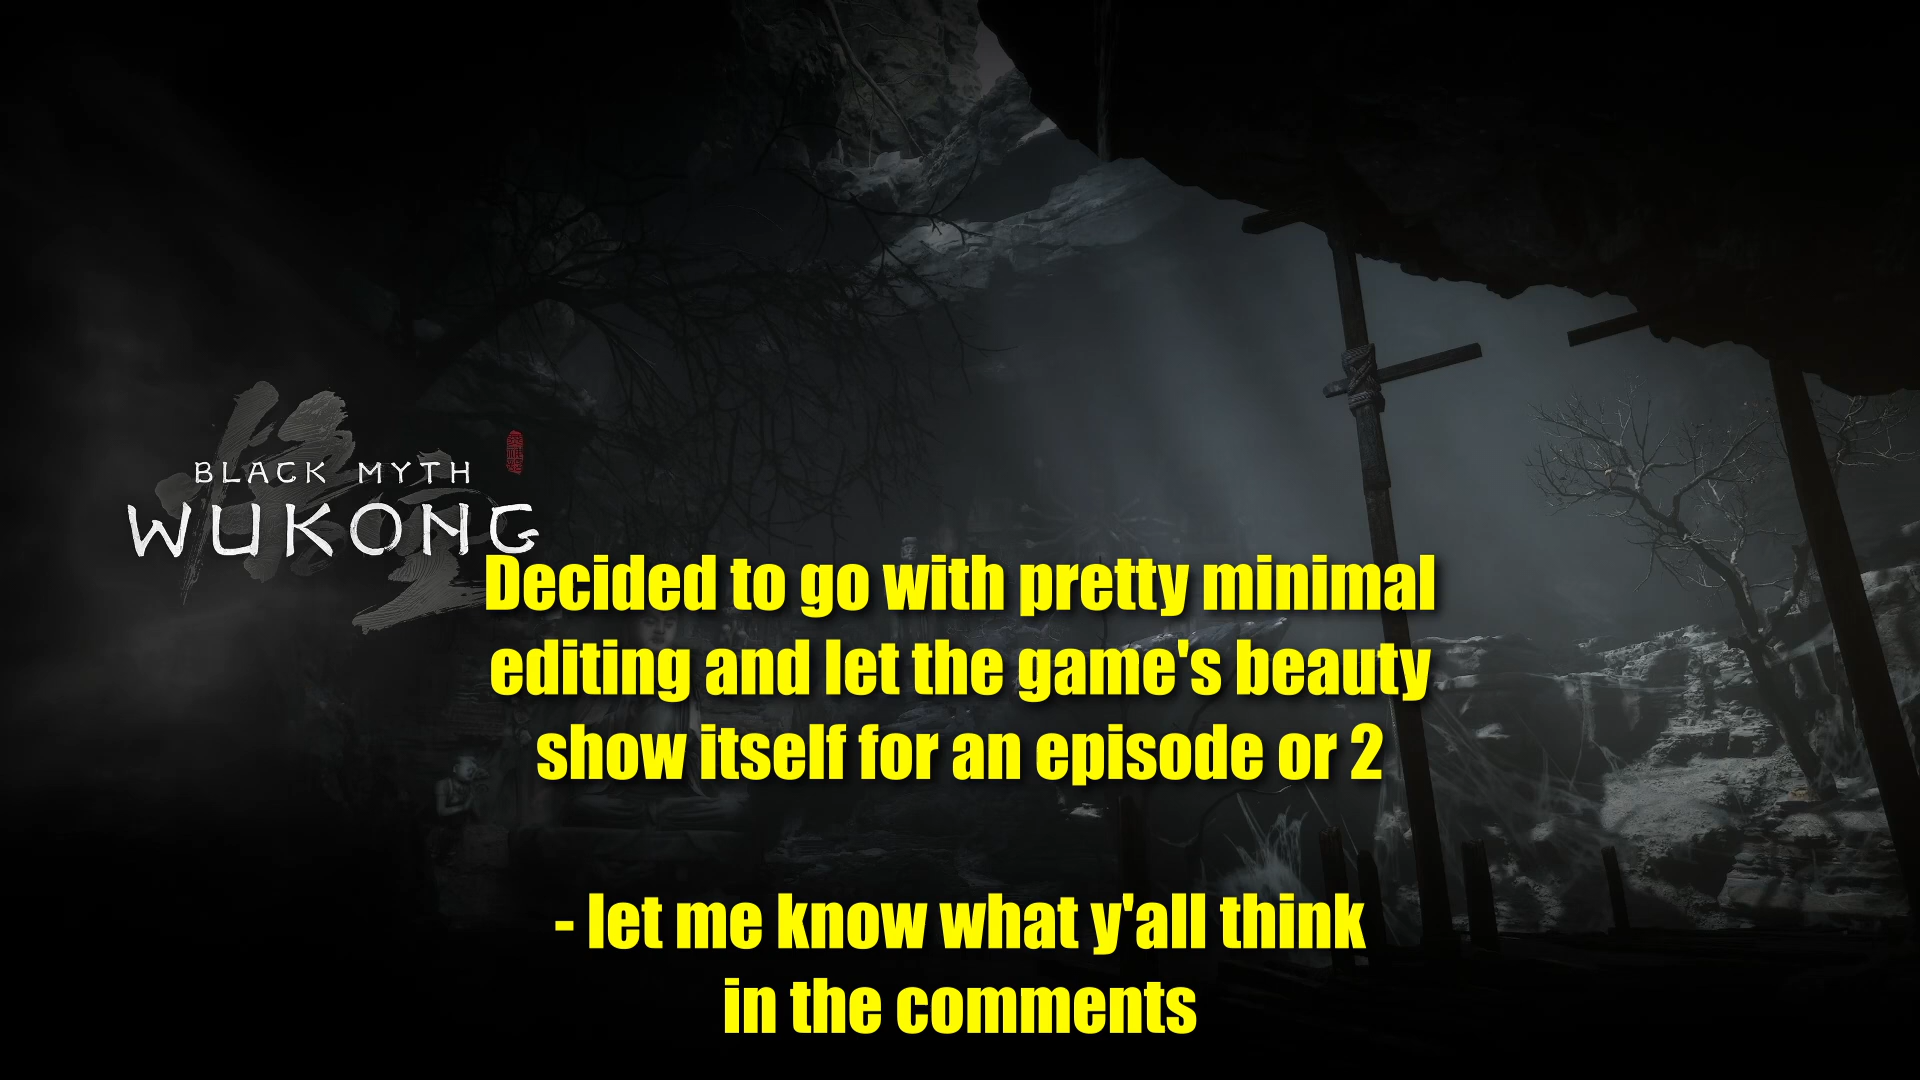 BLACK MYTH
WUKONG
Decided to go with pretty minimal
editing and let the game's beauty
show itself for an episode or 2
- let me know what y'all think
in the comments